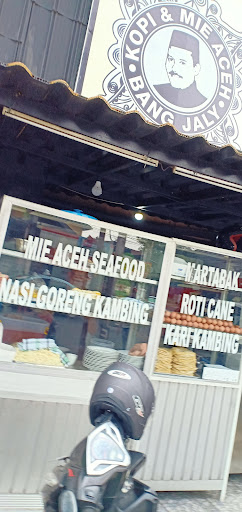 KOPI & MIE ACEH
BANG JALY
MIE ACEH SEAFOOD
NASI GORENG KAMBING
MARTABAK
ROTI CANE
KARI KAMBING